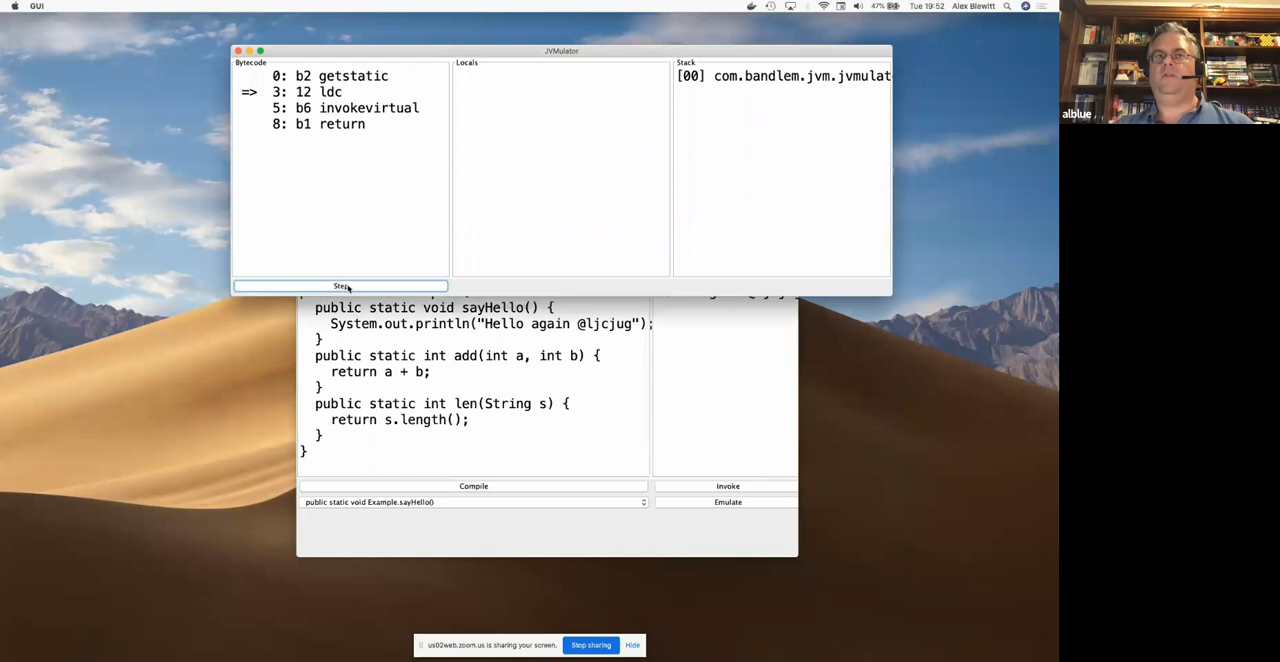 GUI
47%
Tue 19:52
Alex Blewitt
JVMulator
Bytecode
0: b2 getstatic
=> 3: 12 ldc
5: b6 invokevirtual
8: b1 return
Step
Locals
Stack
[00] com.bandlem.jvm.jvmulat
alblue
public static void sayHello() {
System.out.println("Hello again @ljcjug");
}
public static int add(int a, int b) {
return a + b;
}
public static int len(String s) {
return s.length();
}
}
Compile
Invoke
public static void Example.sayHello()
Emulate
us02web.zoom.us is sharing your screen.
Stop sharing
Hide